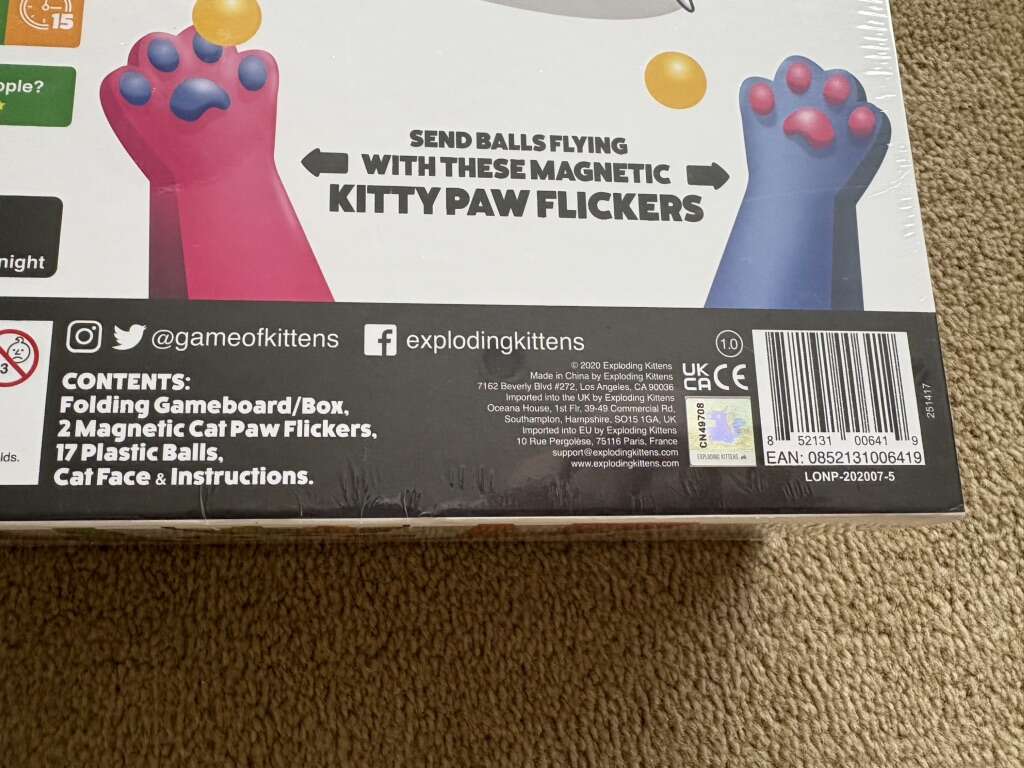 15
ople?
SEND BALLS FLYING
WITH THESE MAGNETIC
KITTY PAW FLICKERS
night
3
lds.
@gameofkittens
explodingkittens
CONTENTS:
Folding Gameboard/Box,
2 Magnetic Cat Paw Flickers,
17 Plastic Balls,
Cat Face & Instructions.
© 2020 Exploding Kittens
Made in China by Exploding Kittens
7162 Beverly Blvd #272, Los Angeles, CA 90036
Imported into the UK by Exploding Kittens
Oceana House, 1st Flr, 39-49 Commercial Rd,
Southampton, Hampshire, SO15 1GA, UK
Imported into EU by Exploding Kittens
10 Rue Pergolèse, 75116 Paris, France
support@explodingkittens.com
www.explodingkittens.com
1.0
UK
CA CE
CN49708
EXPLODING KITTENS
8 52131 00641 9
EAN: 0852131006419
LONP-202007-5
251417